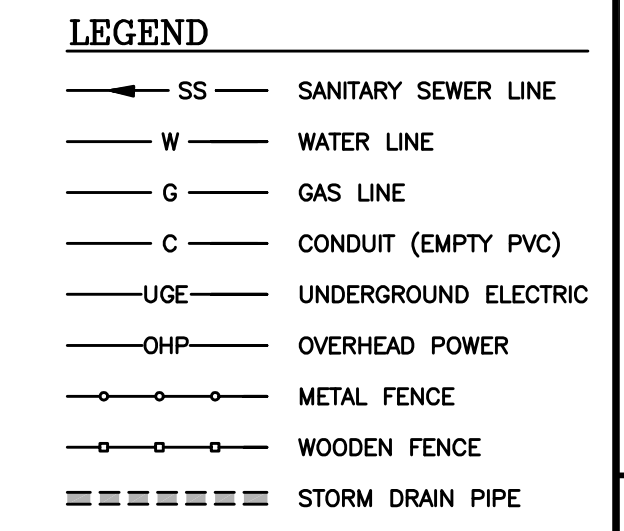 LEGEND
SS SANITARY SEWER LINE
W WATER LINE
G GAS LINE
C CONDUIT (EMPTY PVC)
UGE UNDERGROUND ELECTRIC
OHP OVERHEAD POWER
METAL FENCE
WOODEN FENCE
STORM DRAIN PIPE